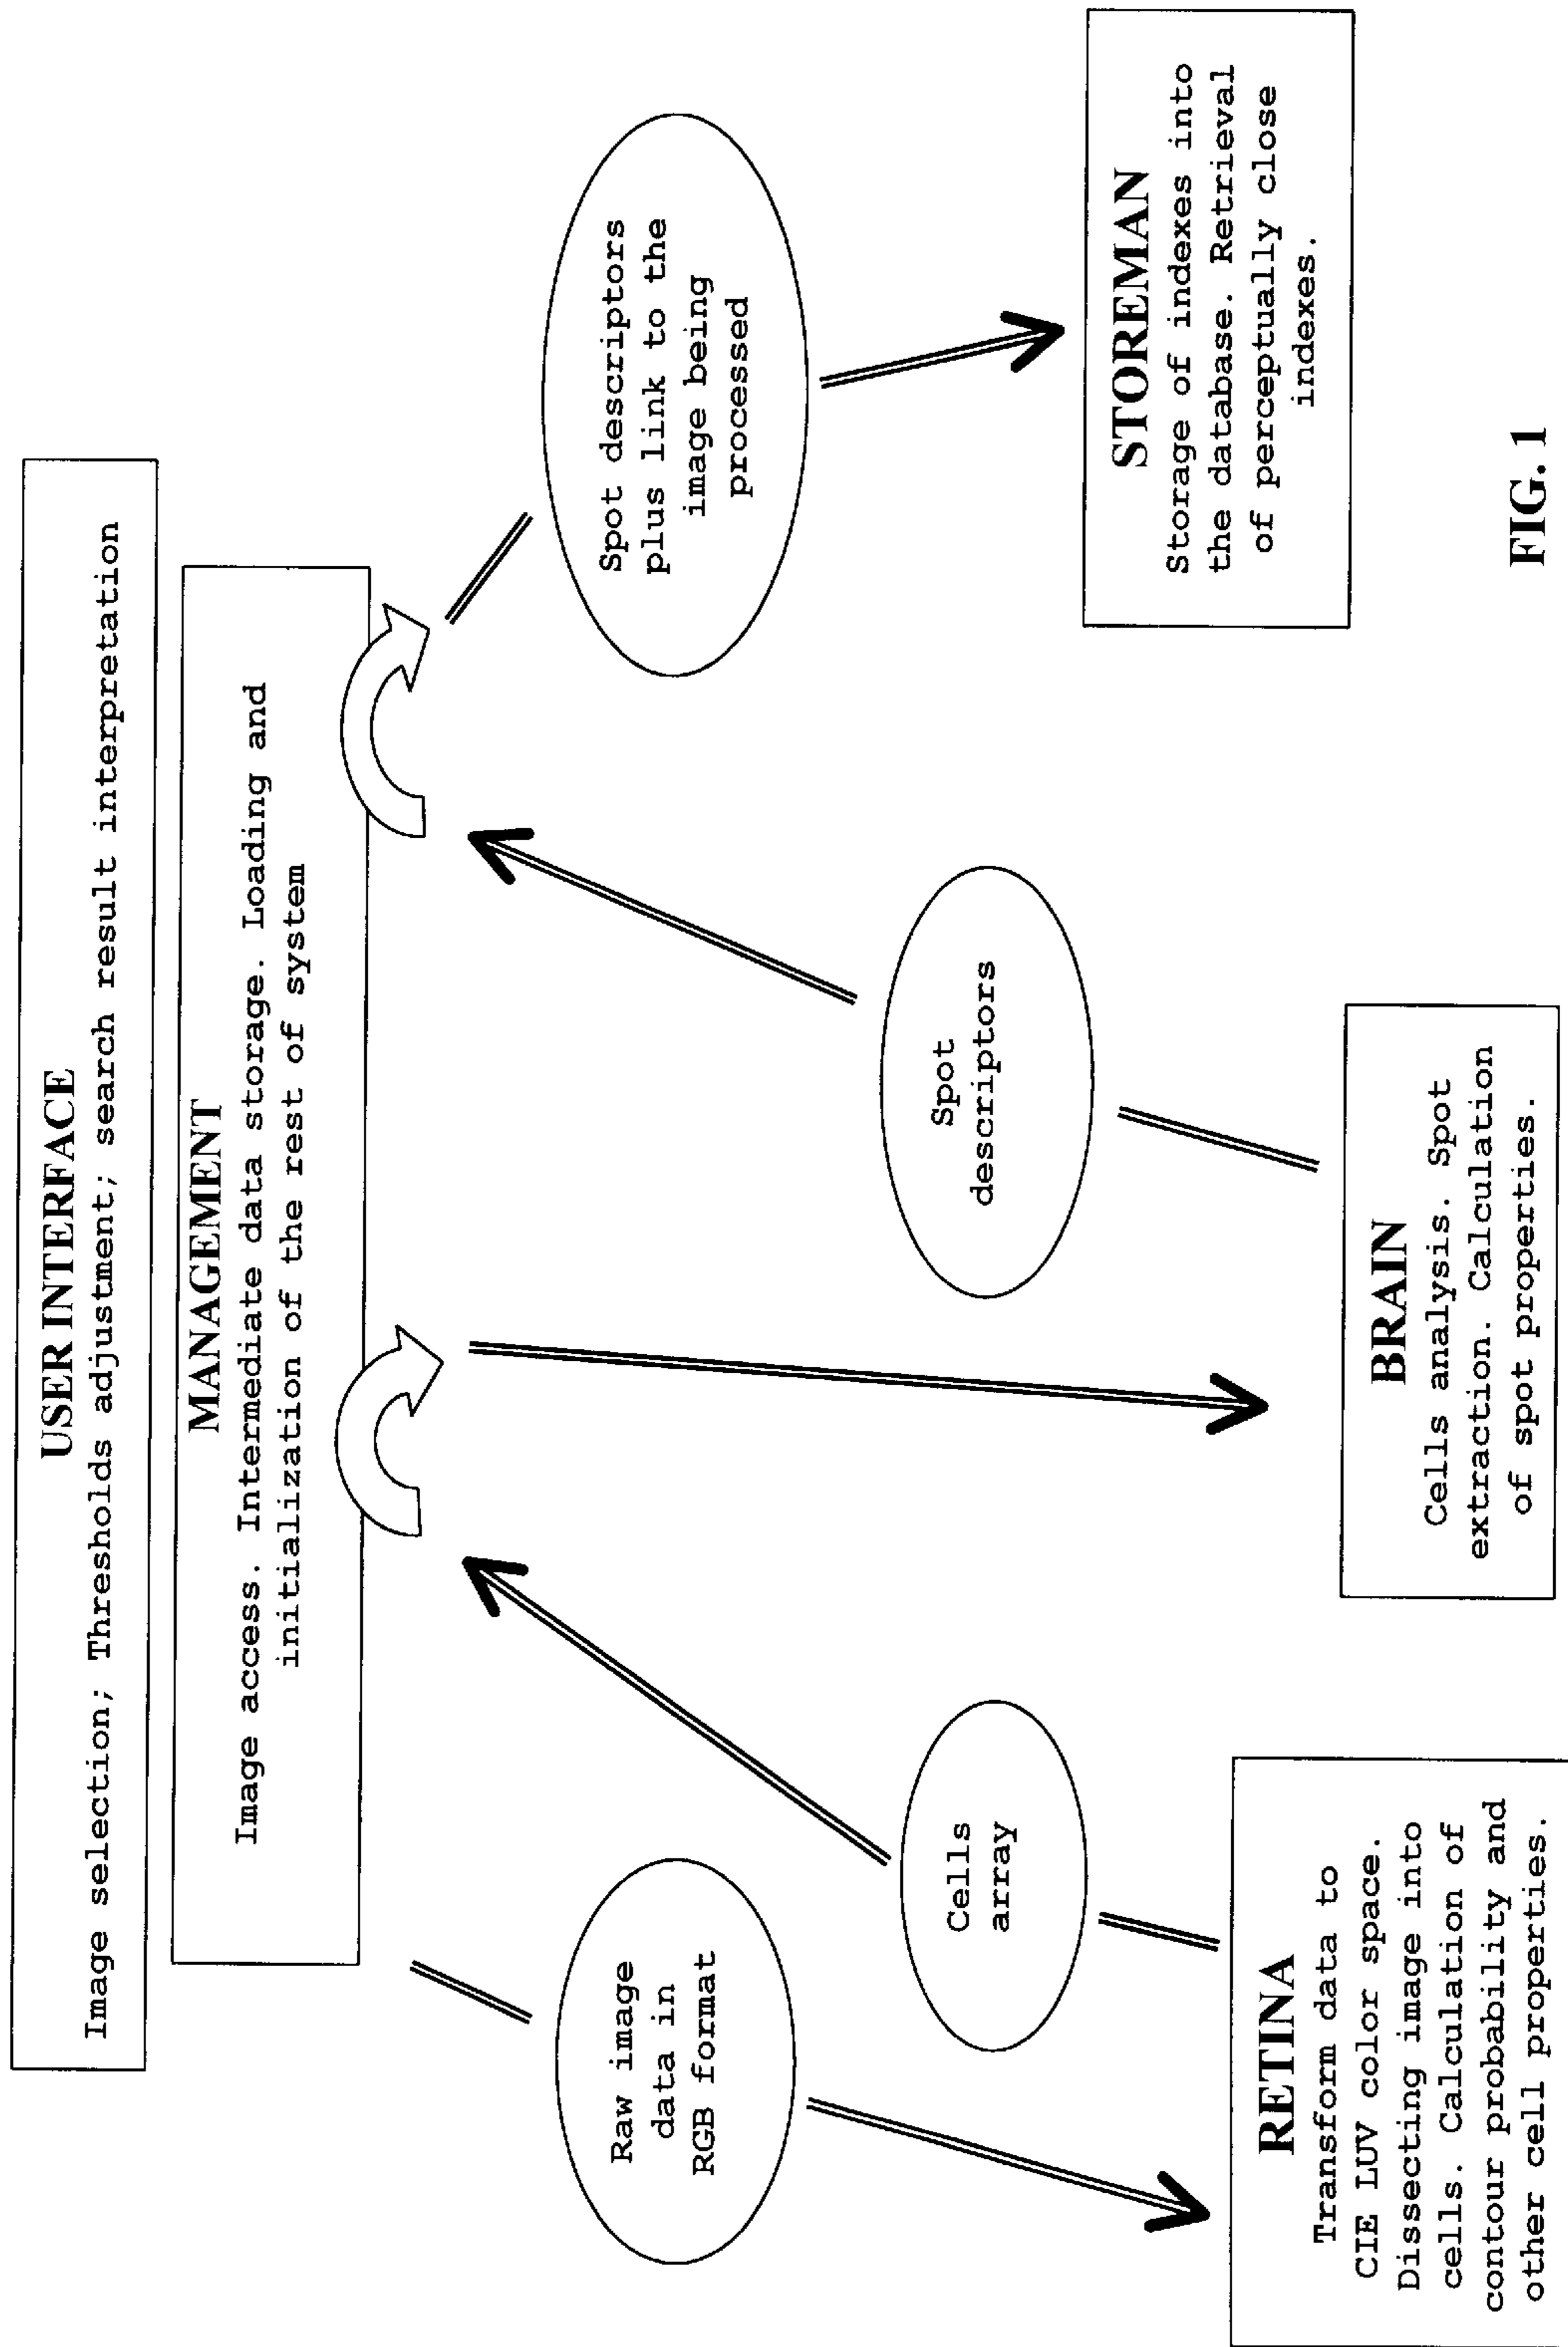 USER INTERFACE
Image selection; Thresholds adjustment; search result interpretation
MANAGEMENT
Image access. Intermediate data storage. Loading and
initialization of the rest of system
Raw image
data in
RGB format
Cells
array
Spot
descriptors
Spot descriptors
plus link to the
image being
processed
RETINA
Transform data to
CIE LUV color space.
Dissecting image into
cells. Calculation of
contour probability and
other cell properties.
BRAIN
Cells analysis. Spot
extraction. Calculation
of spot properties.
STOREMAN
Storage of indexes into
the database. Retrieval
of perceptually close
indexes.
FIG. 1